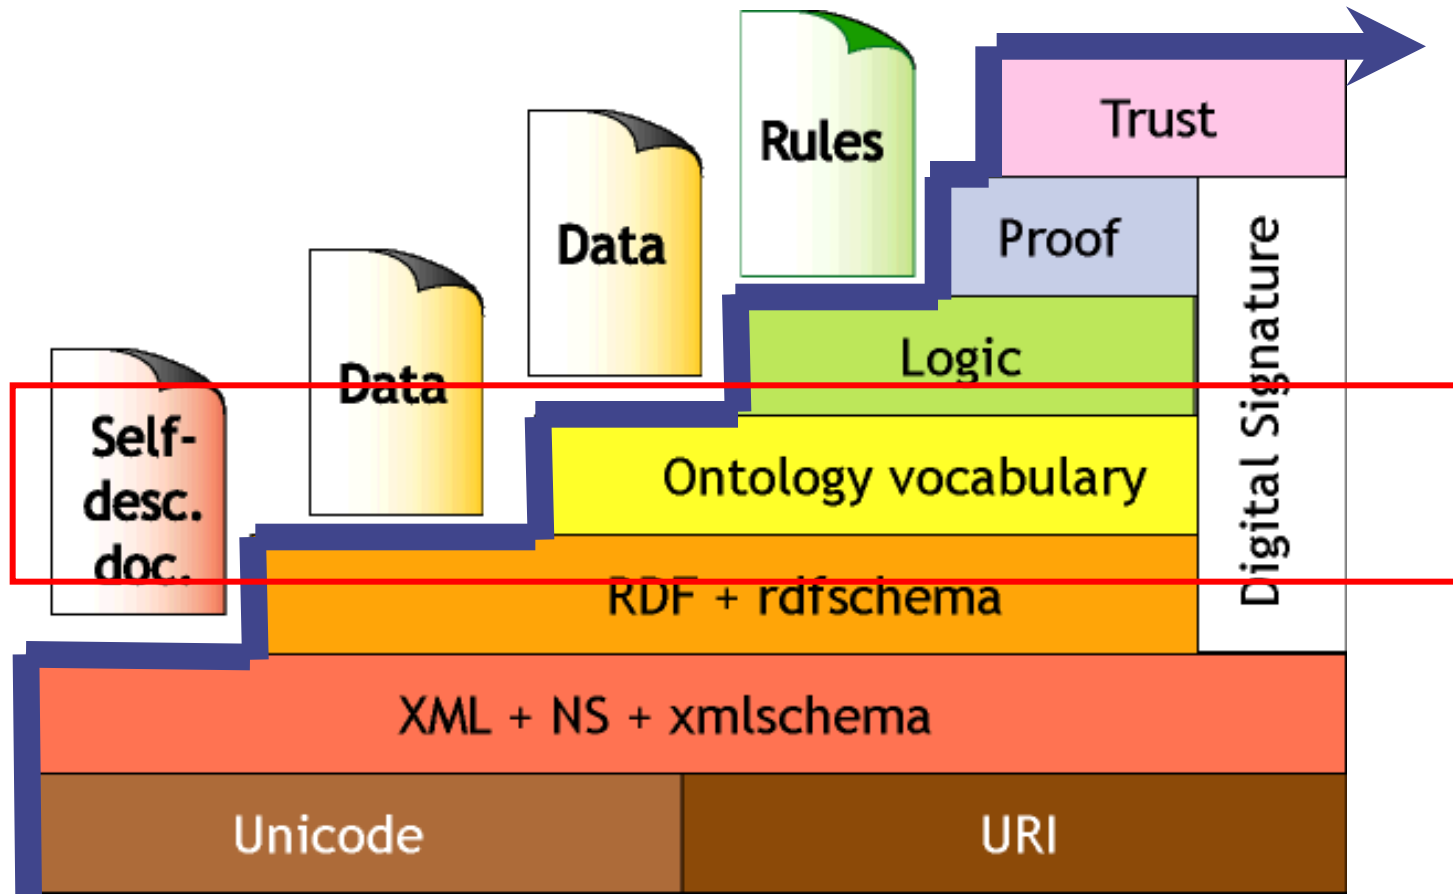 Rules
Trust
Data
Proof
Data
Logic
Digital Signature
Self-
desc.
doc.
Ontology vocabulary
RDF + rdfschema
XML + NS + xmlschema
Unicode
URI